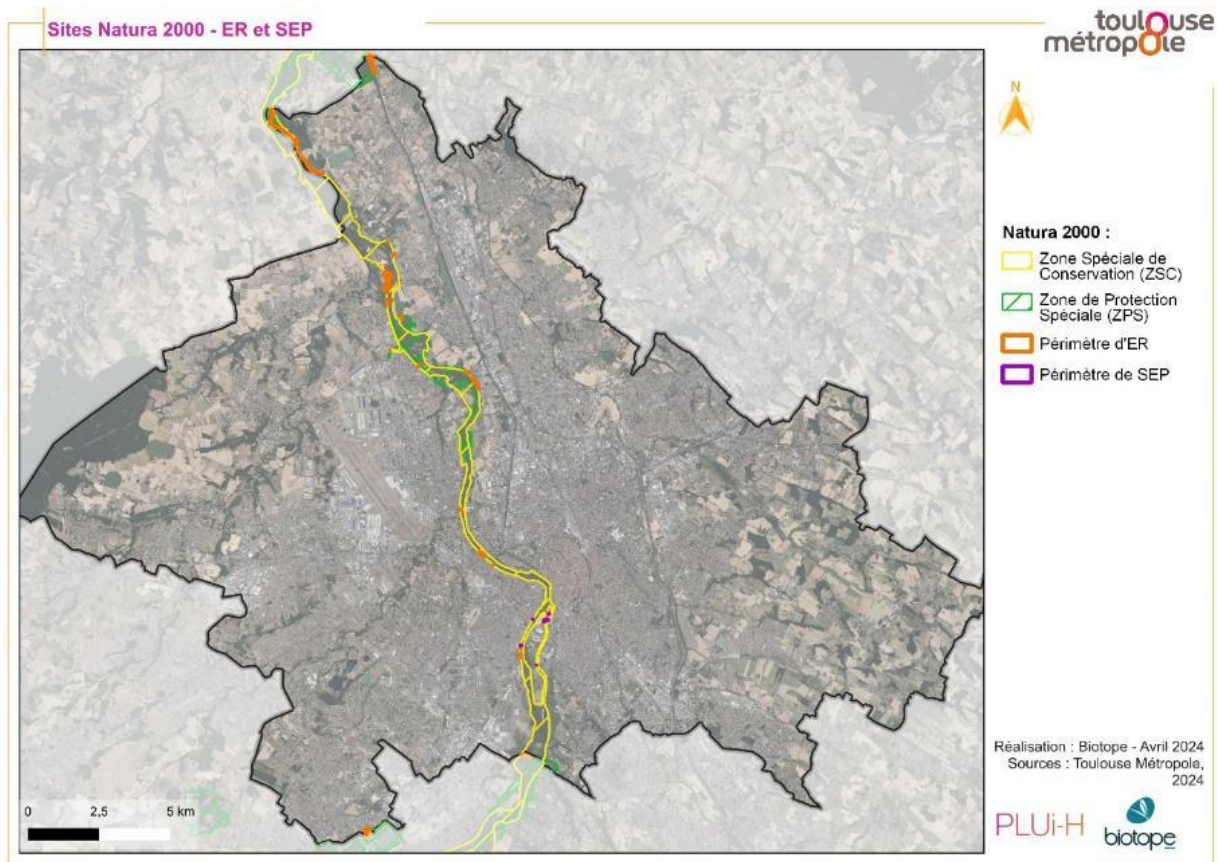 Sites Natura 2000 - ER et SEP
toulouse
métropole
N
Natura 2000 :
Zone Spéciale de
Conservation (ZSC)
Zone de Protection
Spéciale (ZPS)
Périmètre d'ER
Périmètre de SEP
0 2,5 5 km
Réalisation : Biotope - Avril 2024
Sources : Toulouse Métropole,
2024
PLUi-H
biotope